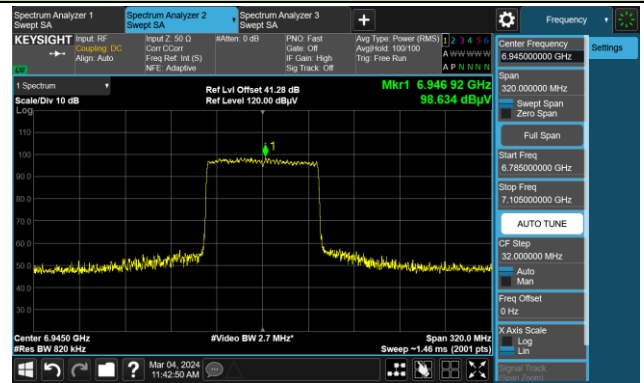 Spectrum Analyzer 1
Swept SA
Spectrum Analyzer 2
Swept SA
Spectrum Analyzer 3
Swept SA
+
Frequency
KEYSIGHT
Input: RF
Coupling: DC
Align: Auto
Input Z: 50 Ω
Corr CCorr
Freq Ref: Int (S)
NFE: Adaptive
#Atten: 0 dB
PNO: Fast
Gate: Off
IF Gain: High
Sig Track: Off
Avg Type: Power (RMS)
Avg|Hold: 100/100
Trig: Free Run
1 2 3 4 5 6
A W W W W W
A P N N N N
1 Spectrum
Scale/Div 10 dB
Log
Ref Lvl Offset 41.28 dB
Ref Level 120.00 dBµV
Mkr1 6.946 92 GHz
98.634 dBµV
1
110
100
90.0
80.0
70.0
60.0
50.0
40.0
30.0
Center 6.9450 GHz
#Res BW 820 kHz
#Video BW 2.7 MHz*
Span 320.0 MHz
Sweep ~1.46 ms (2001 pts)
Mar 04, 2024
11:42:50 AM
?
Center Frequency
6.945000000 GHz
Settings
Span
320.000000 MHz
Swept Span
Zero Span
Full Span
Start Freq
6.785000000 GHz
Stop Freq
7.105000000 GHz
AUTO TUNE
CF Step
32.000000 MHz
Auto
Man
Freq Offset
0 Hz
X Axis Scale
Log
Lin
Signal Track
(Span Zoom)